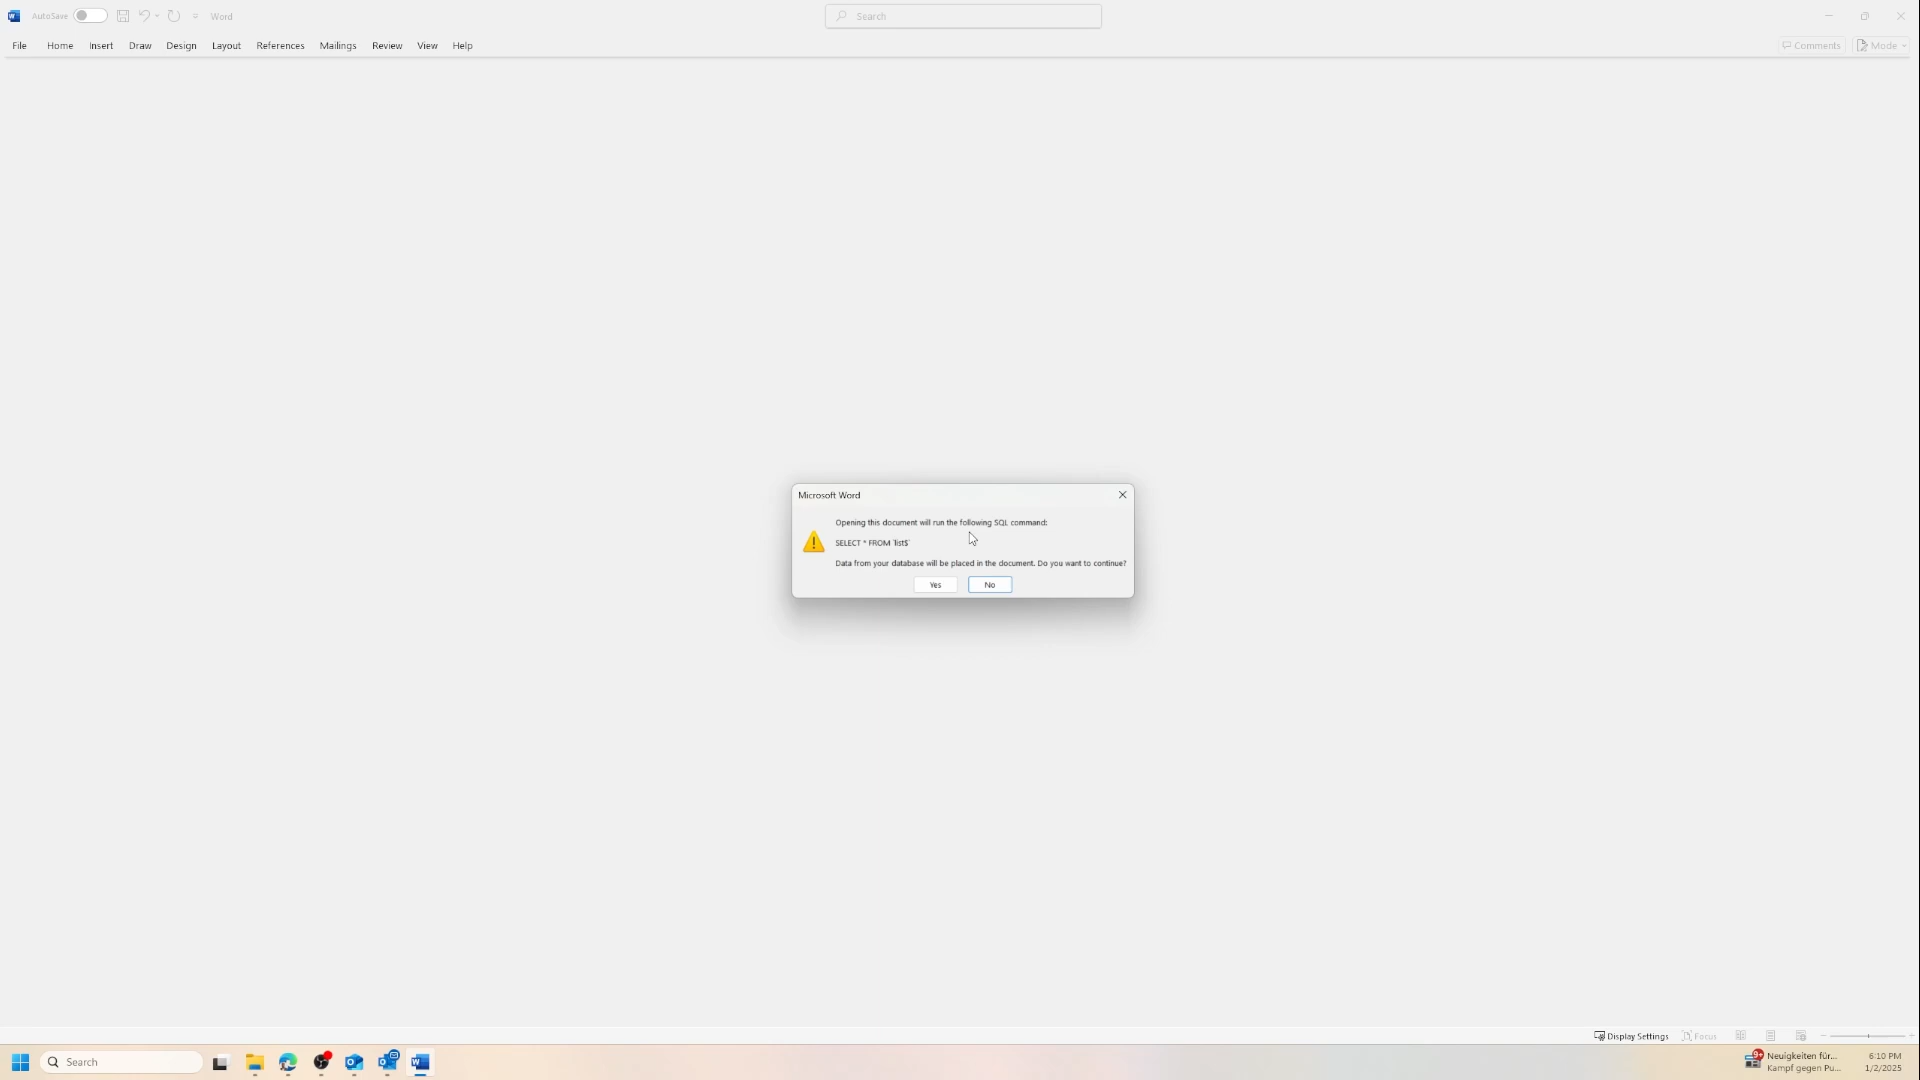 AutoSave
Word
Search
File Home Insert Draw Design Layout References Mailings Review View Help
Comments
Mode
Microsoft Word
Opening this document will run the following SQL command:
SELECT * FROM `list$`
Data from your database will be placed in the document. Do you want to continue?
Yes
No
Display Settings
Focus
Search
9+
Neuigkeiten für...
Kampf gegen Pu...
6:10 PM
1/2/2025